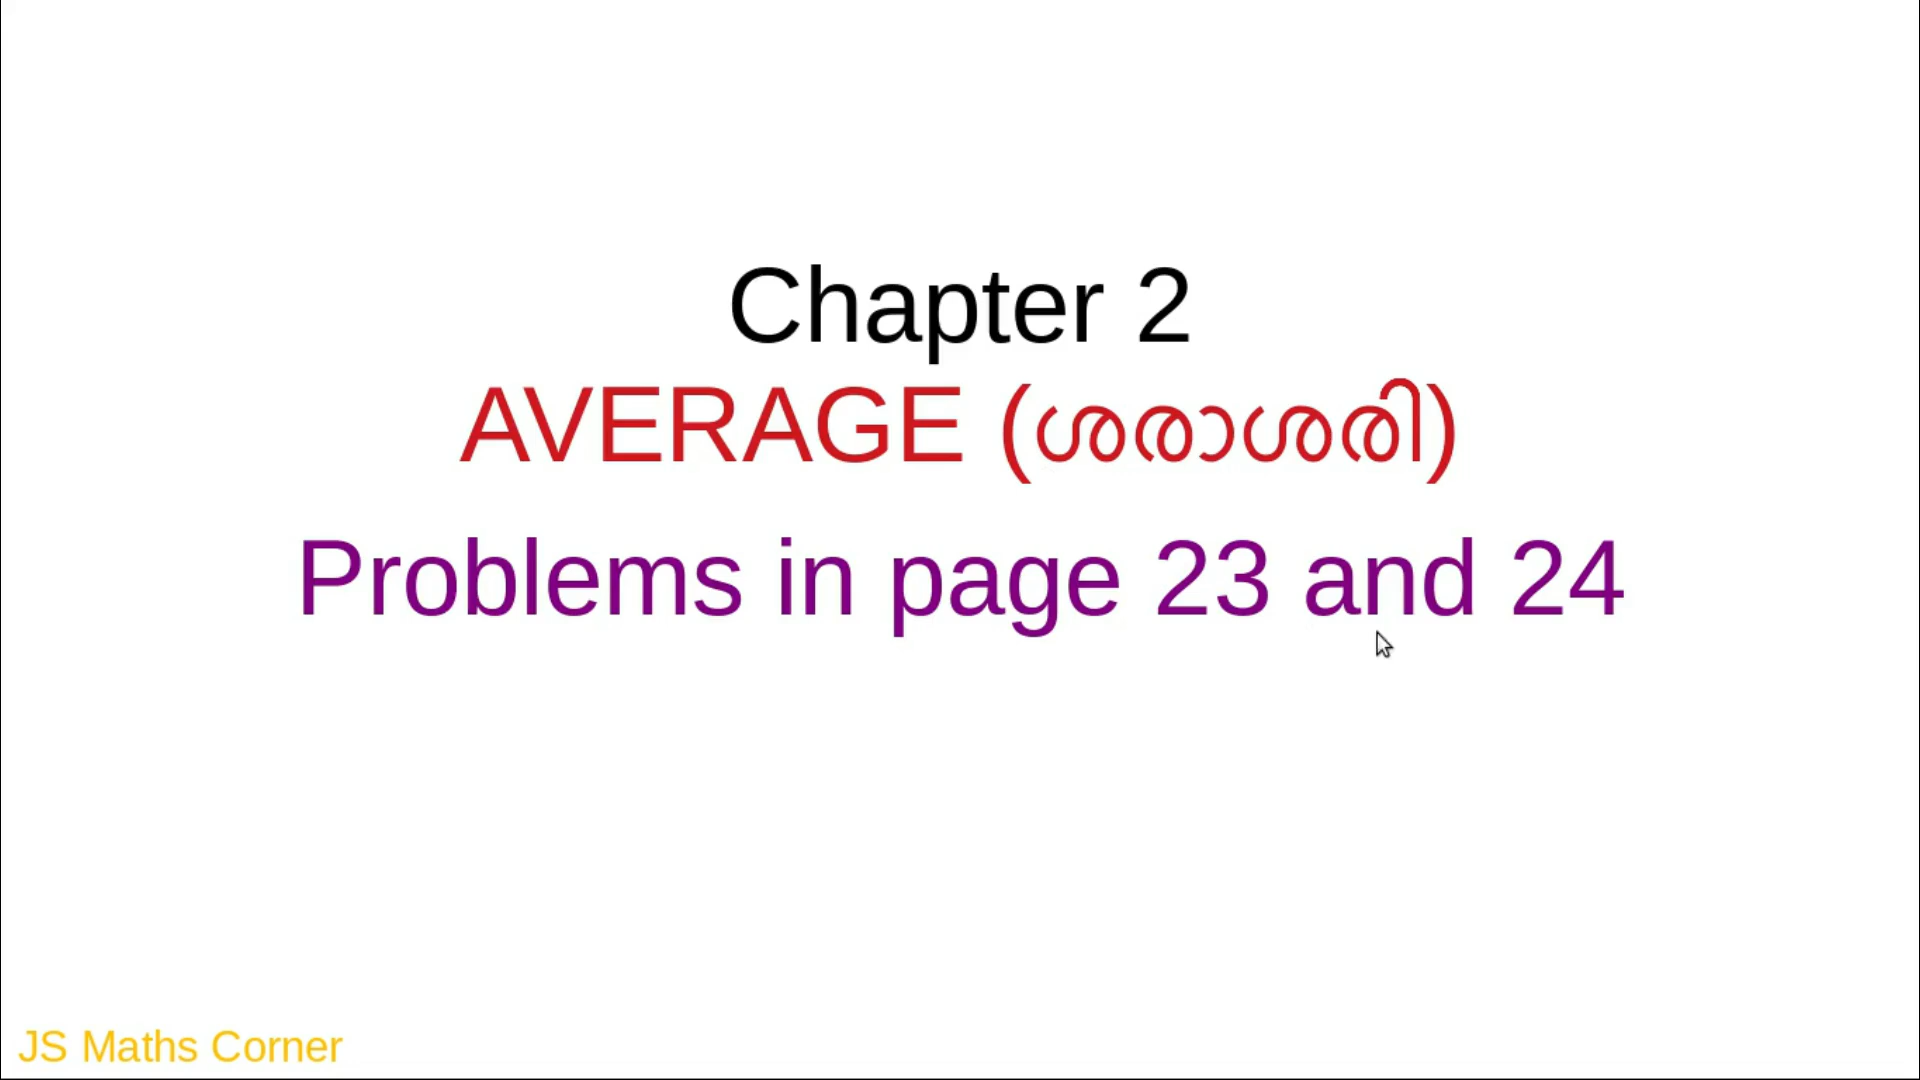 Chapter 2
AVERAGE (ശരാശരി)
Problems in page 23 and 24
JS Maths Corner